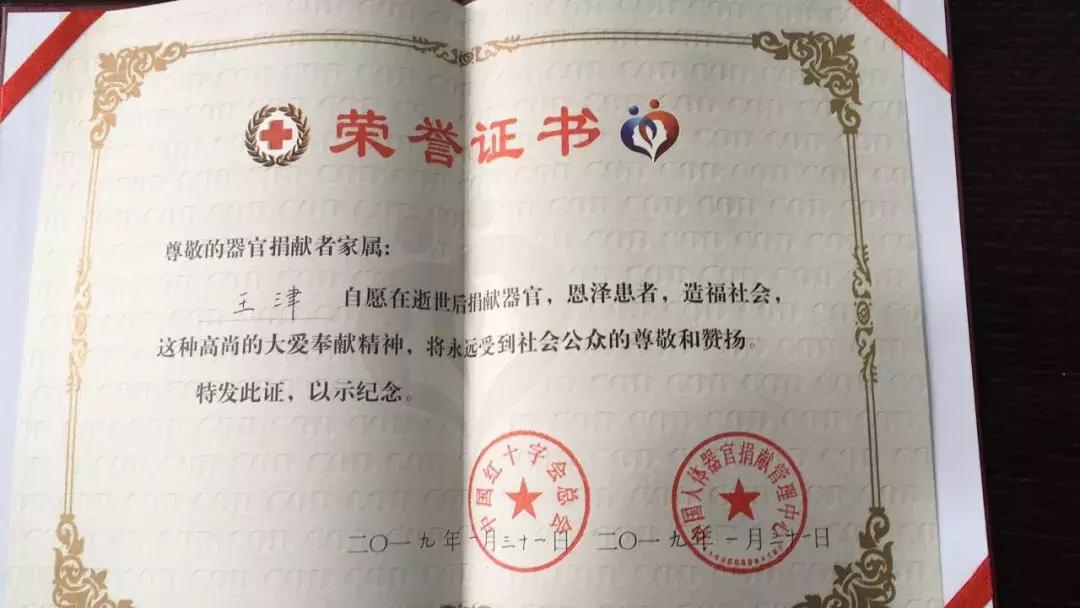 荣誉证书
尊敬的器官捐献者家属:
王津 自愿在逝世后捐献器官，恩泽患者，造福社会，
这种高尚的大爱奉献精神，将永远受到社会公众的尊敬和赞扬。
特发此证，以示纪念。
中国红十字会总会
中国人体器官捐献管理中心
二〇一九年一月三十一日 二〇一九年一月三十一日